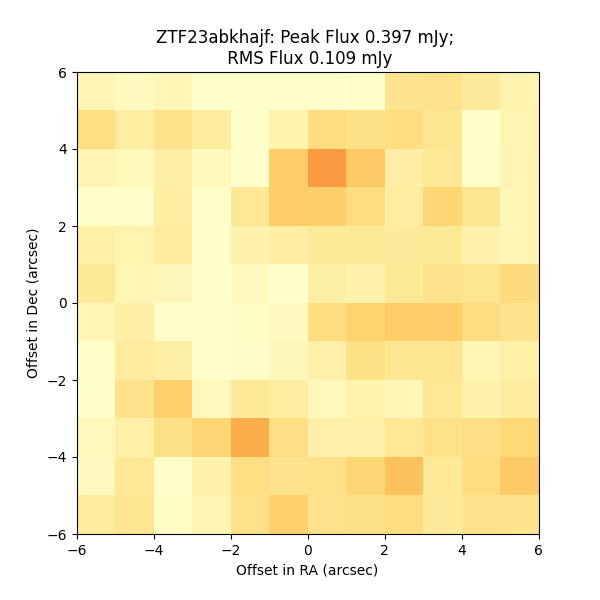 ZTF23abkhajf: Peak Flux 0.397 mJy;
RMS Flux 0.109 mJy
6
4
2
0
−2
−4
−6
Offset in Dec (arcsec)
−6 −4 −2 0 2 4 6
Offset in RA (arcsec)